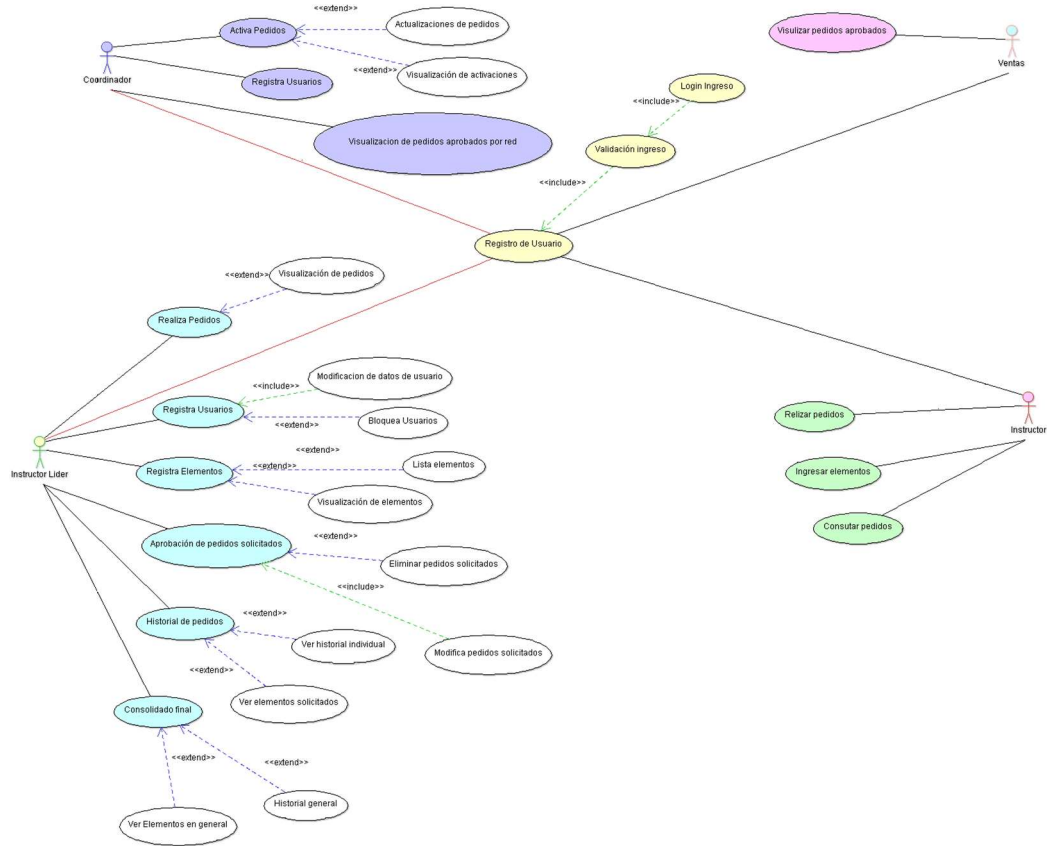 <<extend>>
Actualizaciones de pedidos
Activa Pedidos
<<extend>>
Visualización de activaciones
Coordinador
Registra Usuarios
Visualizacion de pedidos aprobados por red
Visulizar pedidos aprobados
Ventas
Login Ingreso
<<include>>
Validación ingreso
<<include>>
Registro de Usuario
<<extend>>
Visualización de pedidos
Realiza Pedidos
Modificacion de datos de usuario
<<include>>
Registra Usuarios
Bloquea Usuarios
<<extend>>
Instructor Lider
<<extend>>
Registra Elementos
<<extend>>
Lista elementos
Visualización de elementos
<<extend>>
Aprobación de pedidos solicitados
Eliminar pedidos solicitados
<<include>>
Modifica pedidos solicitados
<<extend>>
Historial de pedidos
Ver historial individual
<<extend>>
Ver elementos solicitados
Consolidado final
<<extend>>
<<extend>>
Historial general
Ver Elementos en general
Relizar pedidos
Instructor
Ingresar elementos
Consutar pedidos